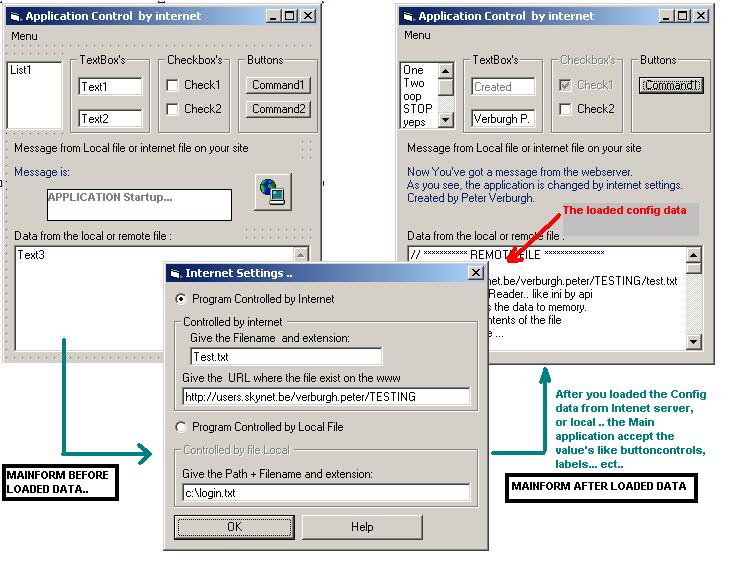 Application Control by internet
Menu
List1
TextBox's
Text1
Text2
Checkbox's
Check1
Check2
Buttons
Command1
Command2
Message from Local file or internet file on your site
Message is:
APPLICATION Startup...
Data from the local or remote file :
Text3
Application Control by internet
Menu
One
Two
oop
STOP
yeps
TextBox's
Created
Verburgh P.
Checkbox's
Check1
Check2
Buttons
Command1
Message from Local file or internet file on your site
Now You've got a message from the webserver.
As you see, the application is changed by internet settings.
Created by Peter Verburgh.
The loaded config data
Data from the local or remote file :
// *********** REMOTE FILE ***************
net.be/verburgh.peter/TESTING/test.txt
Reader.. like ini by api
s the data to memory.
ntents of the file
e ...
Internet Settings ..
Program Controlled by Internet
Controlled by internet
Give the Filename and extension:
Test.txt
Give the URL where the file exist on the www
http://users.skynet.be/verburgh.peter/TESTING
Program Controlled by Local File
Controlled by file Local
Give the Path + Filename and extension:
c:\login.txt
OK
Help
MAINFORM BEFORE
LOADED DATA..
After you loaded the Config
data from Intenet server,
or local .. the Main
application accept the
value's like buttoncontrols,
labels... ect..
MAINFORM AFTER LOADED DATA